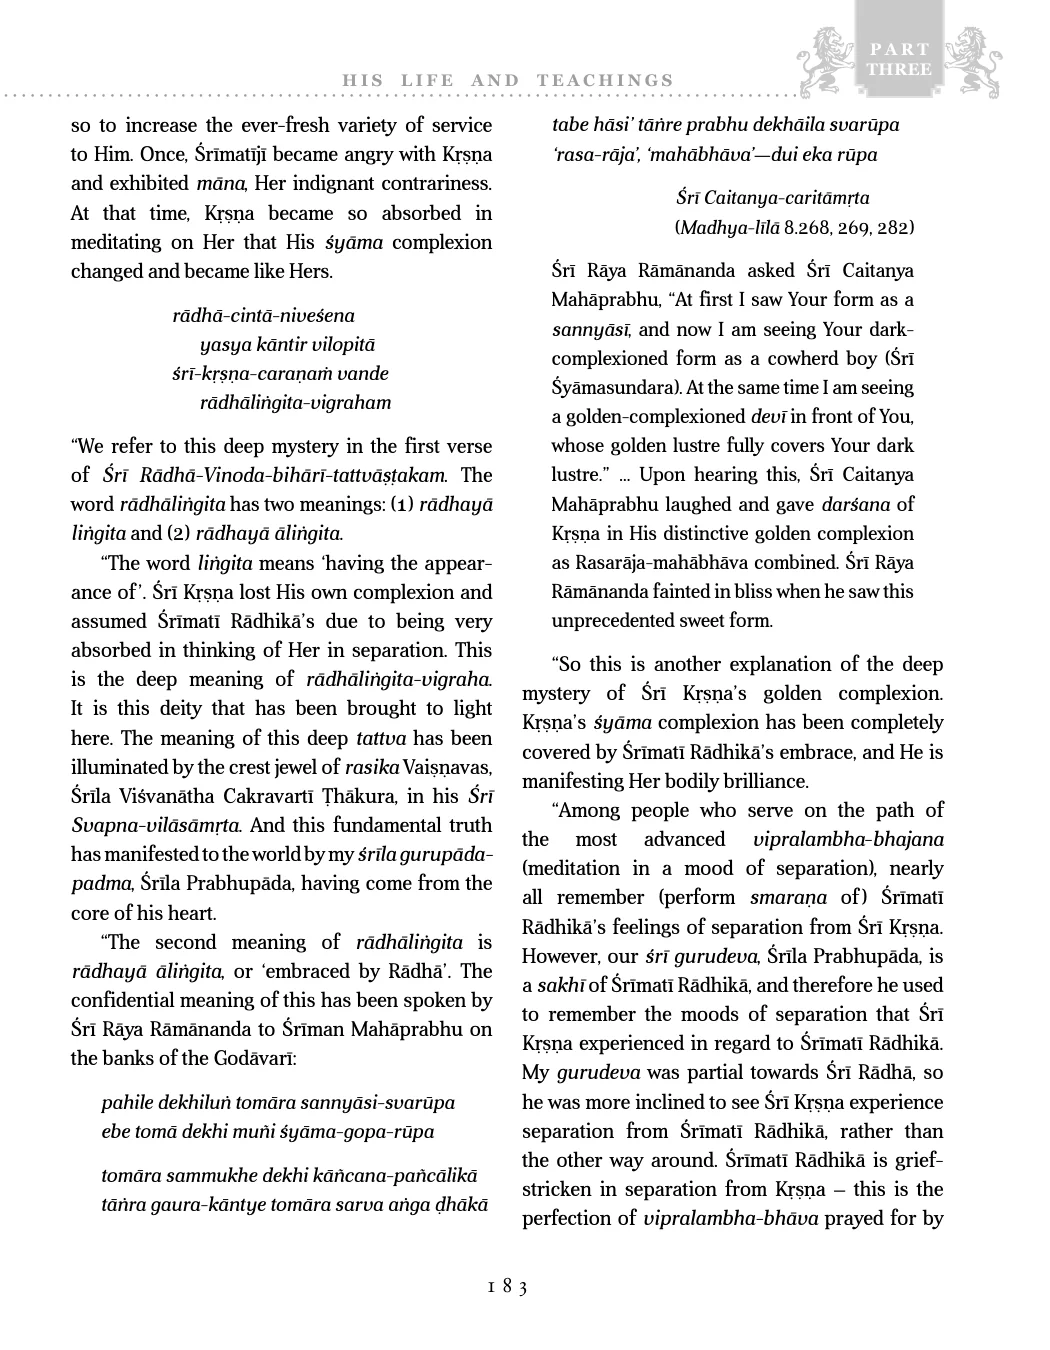 PART
THREE
HIS LIFE AND TEACHINGS
so to increase the ever-fresh variety of service
to Him. Once, Śrīmatījī became angry with Kṛṣṇa
and exhibited māna, Her indignant contrariness.
At that time, Kṛṣṇa became so absorbed in
meditating on Her that His śyāma complexion
changed and became like Hers.
rādhā-cintā-niveśena
yasya kāntir vilopitā
śrī-kṛṣṇa-caraṇaṁ vande
rādhāliṅgita-vigraham
“We refer to this deep mystery in the first verse
of Śrī Rādhā-Vinoda-bihārī-tattvāṣṭakam. The
word rādhāliṅgita has two meanings: (1) rādhayā
liṅgita and (2) rādhayā āliṅgita.
“The word liṅgita means ‘having the appear-
ance of’. Śrī Kṛṣṇa lost His own complexion and
assumed Śrīmatī Rādhikā’s due to being very
absorbed in thinking of Her in separation. This
is the deep meaning of rādhāliṅgita-vigraha.
It is this deity that has been brought to light
here. The meaning of this deep tattva has been
illuminated by the crest jewel of rasika Vaiṣṇavas,
Śrīla Viśvanātha Cakravartī Ṭhākura, in his Śrī
Svapna-vilāsāmṛta. And this fundamental truth
has manifested to the world by my śrīla gurupāda-
padma, Śrīla Prabhupāda, having come from the
core of his heart.
“The second meaning of rādhāliṅgita is
rādhayā āliṅgita, or ‘embraced by Rādhā’. The
confidential meaning of this has been spoken by
Śrī Rāya Rāmānanda to Śrīman Mahāprabhu on
the banks of the Godāvarī:
pahile dekhiluṅ tomāra sannyāsi-svarūpa
ebe tomā dekhi muñi śyāma-gopa-rūpa
tomāra sammukhe dekhi kāñcana-pañcālikā
tāṅra gaura-kāntye tomāra sarva aṅga ḍhākā
tabe hāsi’ tāṅre prabhu dekhāila svarūpa
‘rasa-rāja’, ‘mahābhāva’—dui eka rūpa
Śrī Caitanya-caritāmṛta
(Madhya-līlā 8.268, 269, 282)
Śrī Rāya Rāmānanda asked Śrī Caitanya
Mahāprabhu, “At first I saw Your form as a
sannyāsī, and now I am seeing Your dark-
complexioned form as a cowherd boy (Śrī
Śyāmasundara). At the same time I am seeing
a golden-complexioned devī in front of You,
whose golden lustre fully covers Your dark
lustre.” ... Upon hearing this, Śrī Caitanya
Mahāprabhu laughed and gave darśana of
Kṛṣṇa in His distinctive golden complexion
as Rasarāja-mahābhāva combined. Śrī Rāya
Rāmānanda fainted in bliss when he saw this
unprecedented sweet form.
“So this is another explanation of the deep
mystery of Śrī Kṛṣṇa’s golden complexion.
Kṛṣṇa’s śyāma complexion has been completely
covered by Śrīmatī Rādhikā’s embrace, and He is
manifesting Her bodily brilliance.
“Among people who serve on the path of
the most advanced vipralambha-bhajana
(meditation in a mood of separation), nearly
all remember (perform smaraṇa of) Śrīmatī
Rādhikā’s feelings of separation from Śrī Kṛṣṇa.
However, our śrī gurudeva, Śrīla Prabhupāda, is
a sakhī of Śrīmatī Rādhikā, and therefore he used
to remember the moods of separation that Śrī
Kṛṣṇa experienced in regard to Śrīmatī Rādhikā.
My gurudeva was partial towards Śrī Rādhā, so
he was more inclined to see Śrī Kṛṣṇa experience
separation from Śrīmatī Rādhikā, rather than
the other way around. Śrīmatī Rādhikā is grief-
stricken in separation from Kṛṣṇa – this is the
perfection of vipralambha-bhāva prayed for by
183